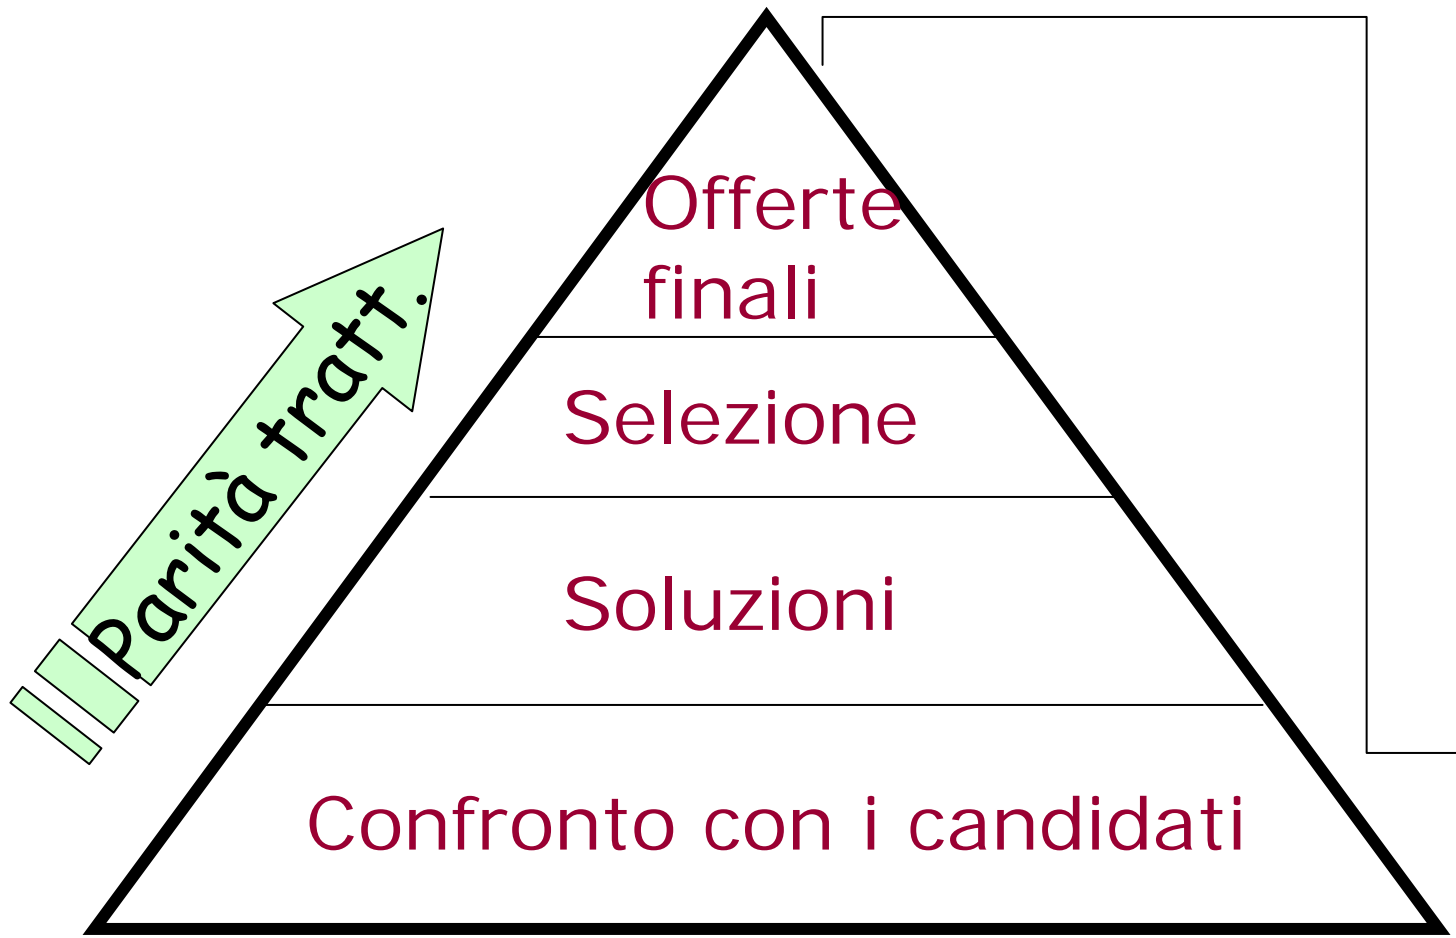 Offerte
finali
Selezione
Soluzioni
Confronto con i candidati
Parità tratt.